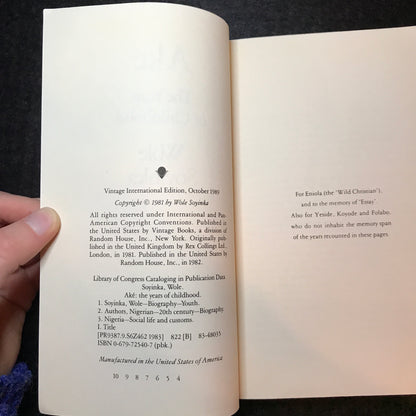 Vintage International Edition, October 1989
Copyright © 1981 by Wole Soyinka
All rights reserved under International and Pan-
American Copyright Conventions. Published in
the United States by Vintage Books, a division of
Random House, Inc., New York. Originally published
in the United Kingdom by Rex Collings Ltd.,
London, in 1981. Published in the United States by
Random House, Inc., in 1982.
Library of Congress Cataloging in Publication Data
Soyinka, Wole.
Aké: the years of childhood.
1. Soyinka, Wole—Biography—Youth.
2. Authors, Nigerian—20th century—Biography.
3. Nigeria—Social life and customs.
I. Title
[PR9387.9.S6Z462 1983] 822 [B] 83-48035
ISBN 0-679-72540-7 (pbk.)
Manufactured in the United States of America
10 9 8 7 6 5 4
For Eniola (the 'Wild Christian'),
and to the memory of 'Essay'.
Also for Yeside, Koyode and Folabo,
who do not inhabit the memory span
of the years recounted in these pages.